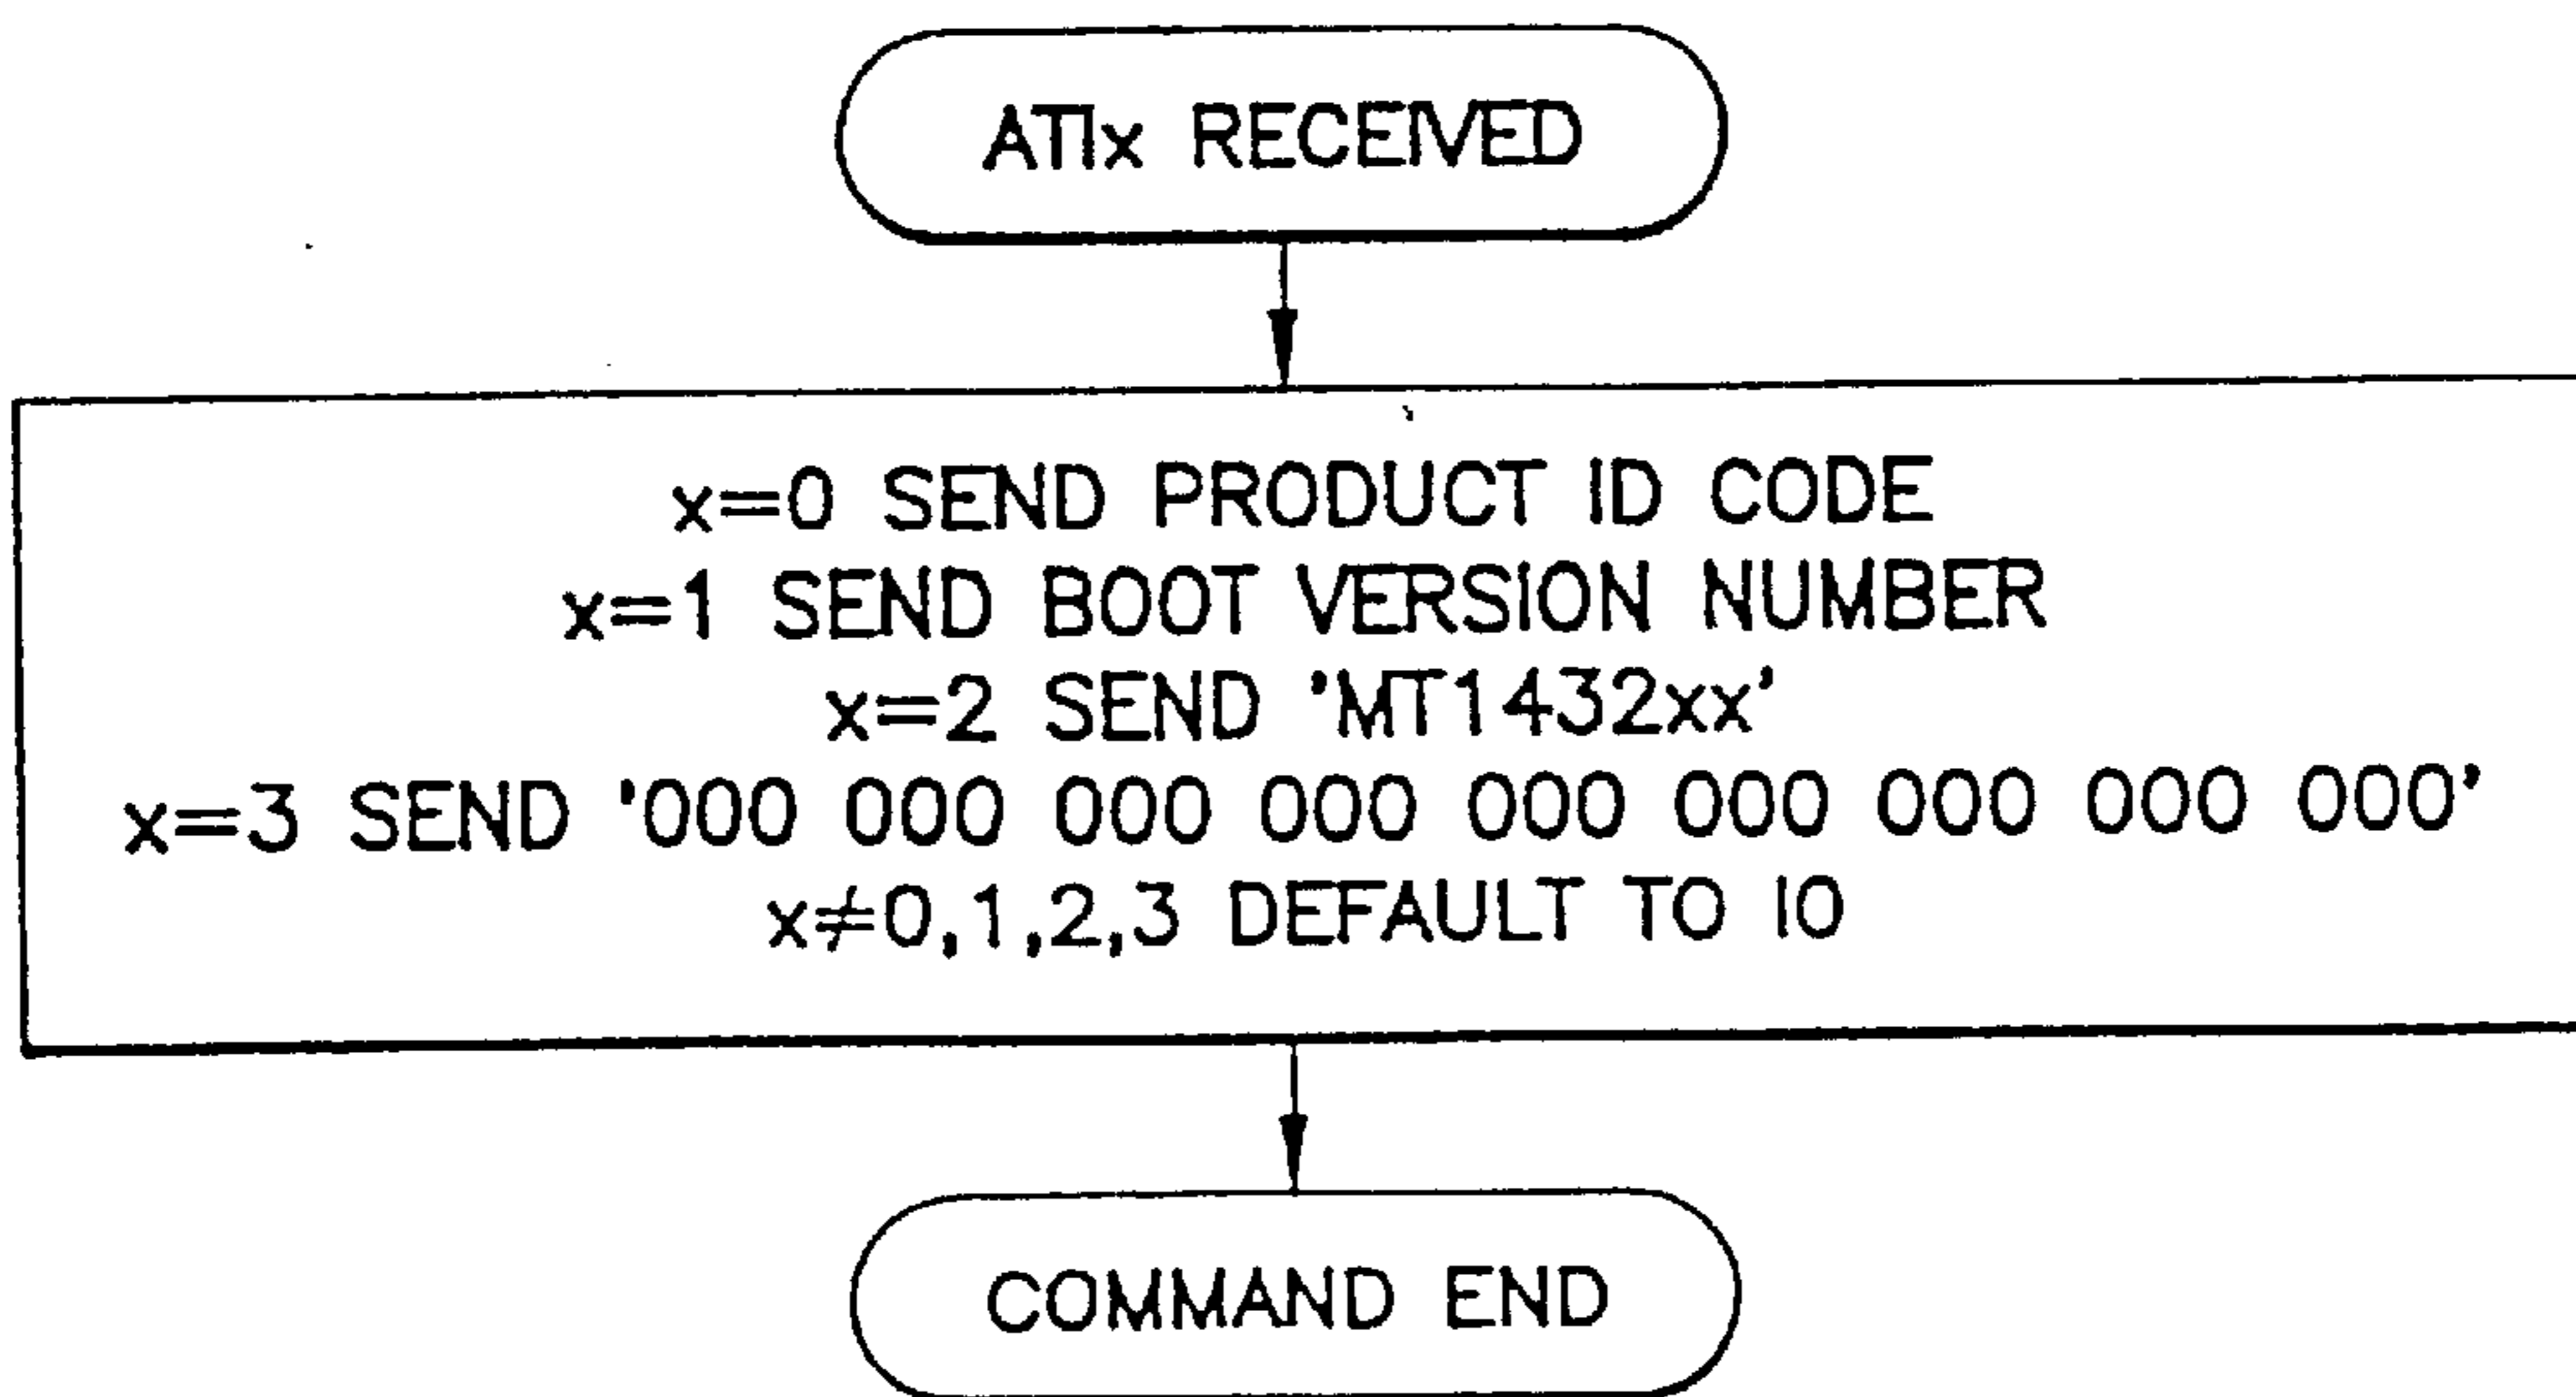 ATIx RECEIVED
x=0 SEND PRODUCT ID CODE
x=1 SEND BOOT VERSION NUMBER
x=2 SEND 'MT1432xx'
x=3 SEND '000 000 000 000 000 000 000 000 000'
x≠0,1,2,3 DEFAULT TO I0
COMMAND END